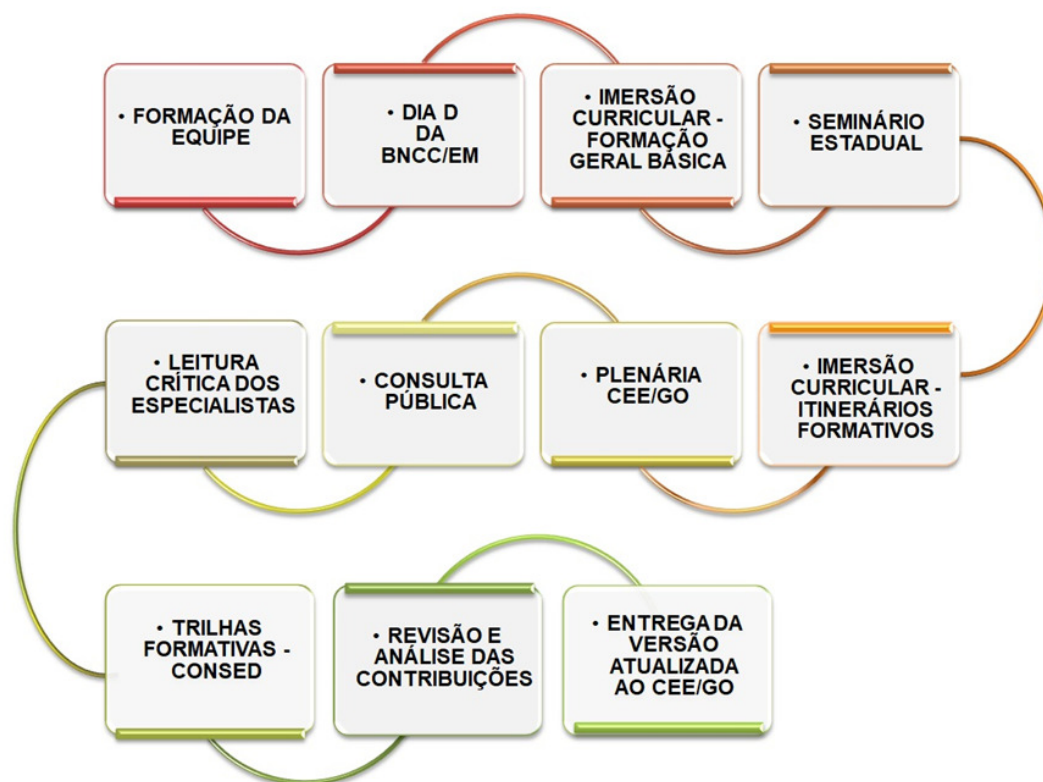 • FORMAÇÃO DA
EQUIPE
• DIA D
DA
BNCC/EM
• IMERSÃO
CURRICULAR -
FORMAÇÃO
GERAL BÁSICA
• SEMINÁRIO
ESTADUAL
• IMERSÃO
CURRICULAR -
ITINERÁRIOS
FORMATIVOS
• PLENÁRIA
CEE/GO
• CONSULTA
PÚBLICA
• LEITURA
CRÍTICA DOS
ESPECIALISTAS
• TRILHAS
FORMATIVAS -
CONSED
• REVISÃO E
ANÁLISE DAS
CONTRIBUIÇÕES
• ENTREGA DA
VERSÃO
ATUALIZADA
AO CEE/GO